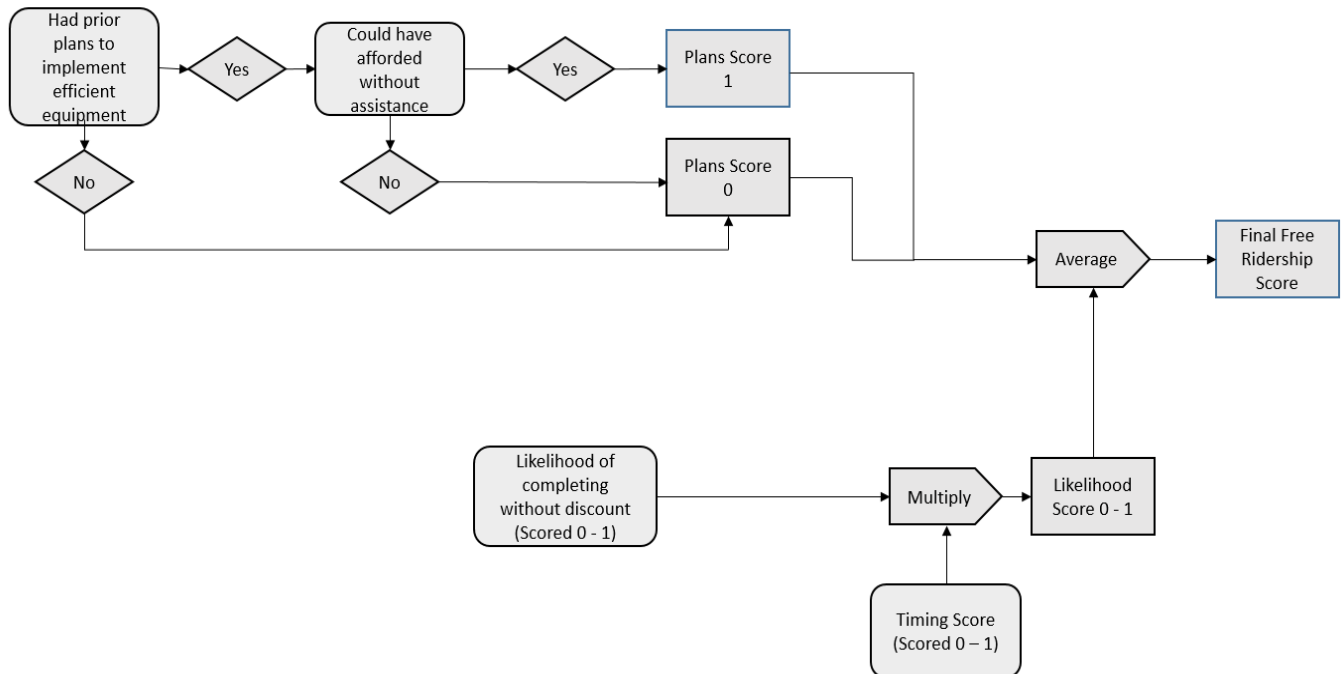 Had prior
plans to
implement
efficient
equipment
Yes
Could have
afforded
without
assistance
Yes
Plans Score
1
No
No
Plans Score
0
Average
Final Free
Ridership
Score
Likelihood of
completing
without discount
(Scored 0 - 1)
Multiply
Likelihood
Score 0 - 1
Timing Score
(Scored 0 – 1)